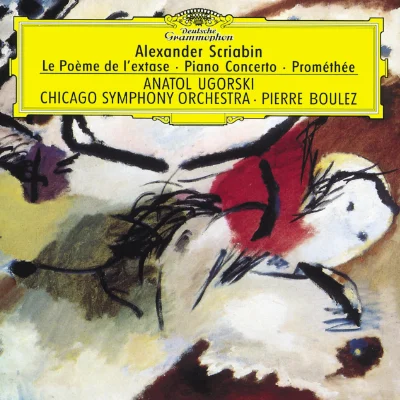 Deutsche
Grammophon
Alexander Scriabin
Le Poème de l'extase · Piano Concerto · Prométhée
ANATOL UGORSKI
CHICAGO SYMPHONY ORCHESTRA · PIERRE BOULEZ